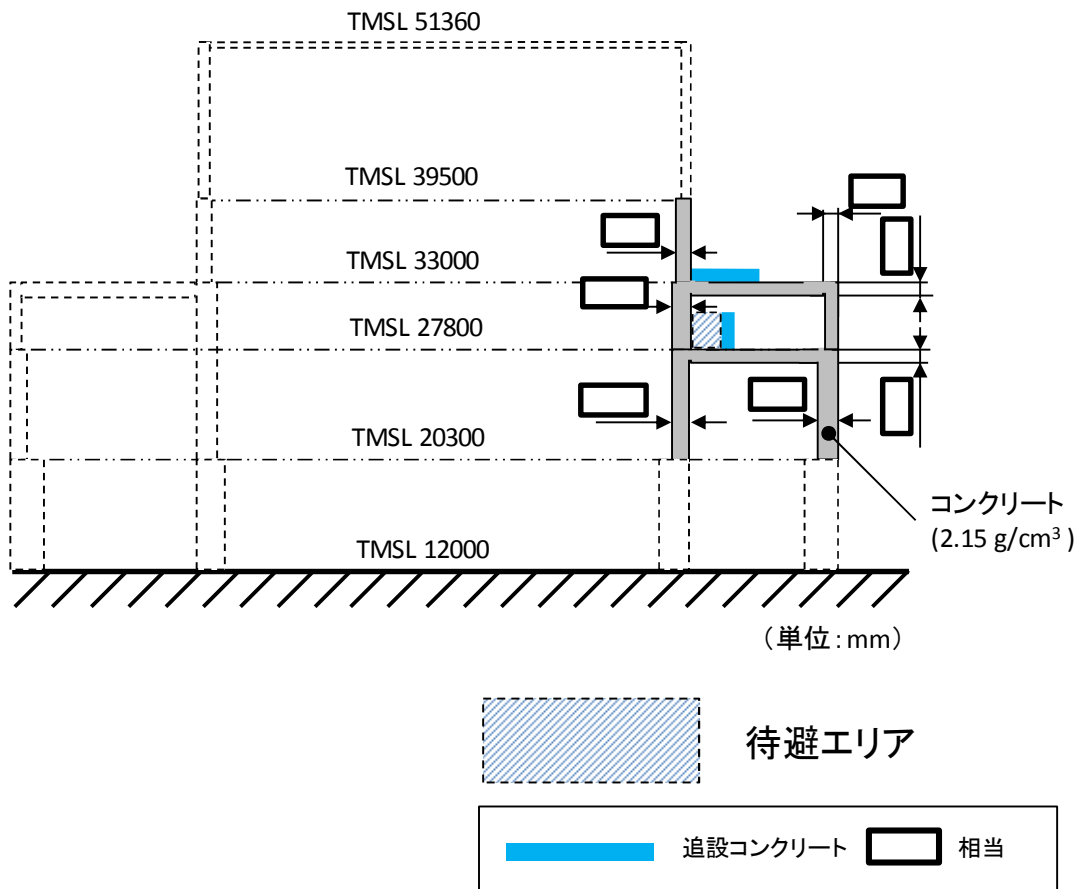 TMSL 51360
TMSL 39500
TMSL 33000
TMSL 27800
TMSL 20300
コンクリート
(2.15 g/cm³ )
TMSL 12000
（単位:mm）
待避エリア
追設コンクリート 相当